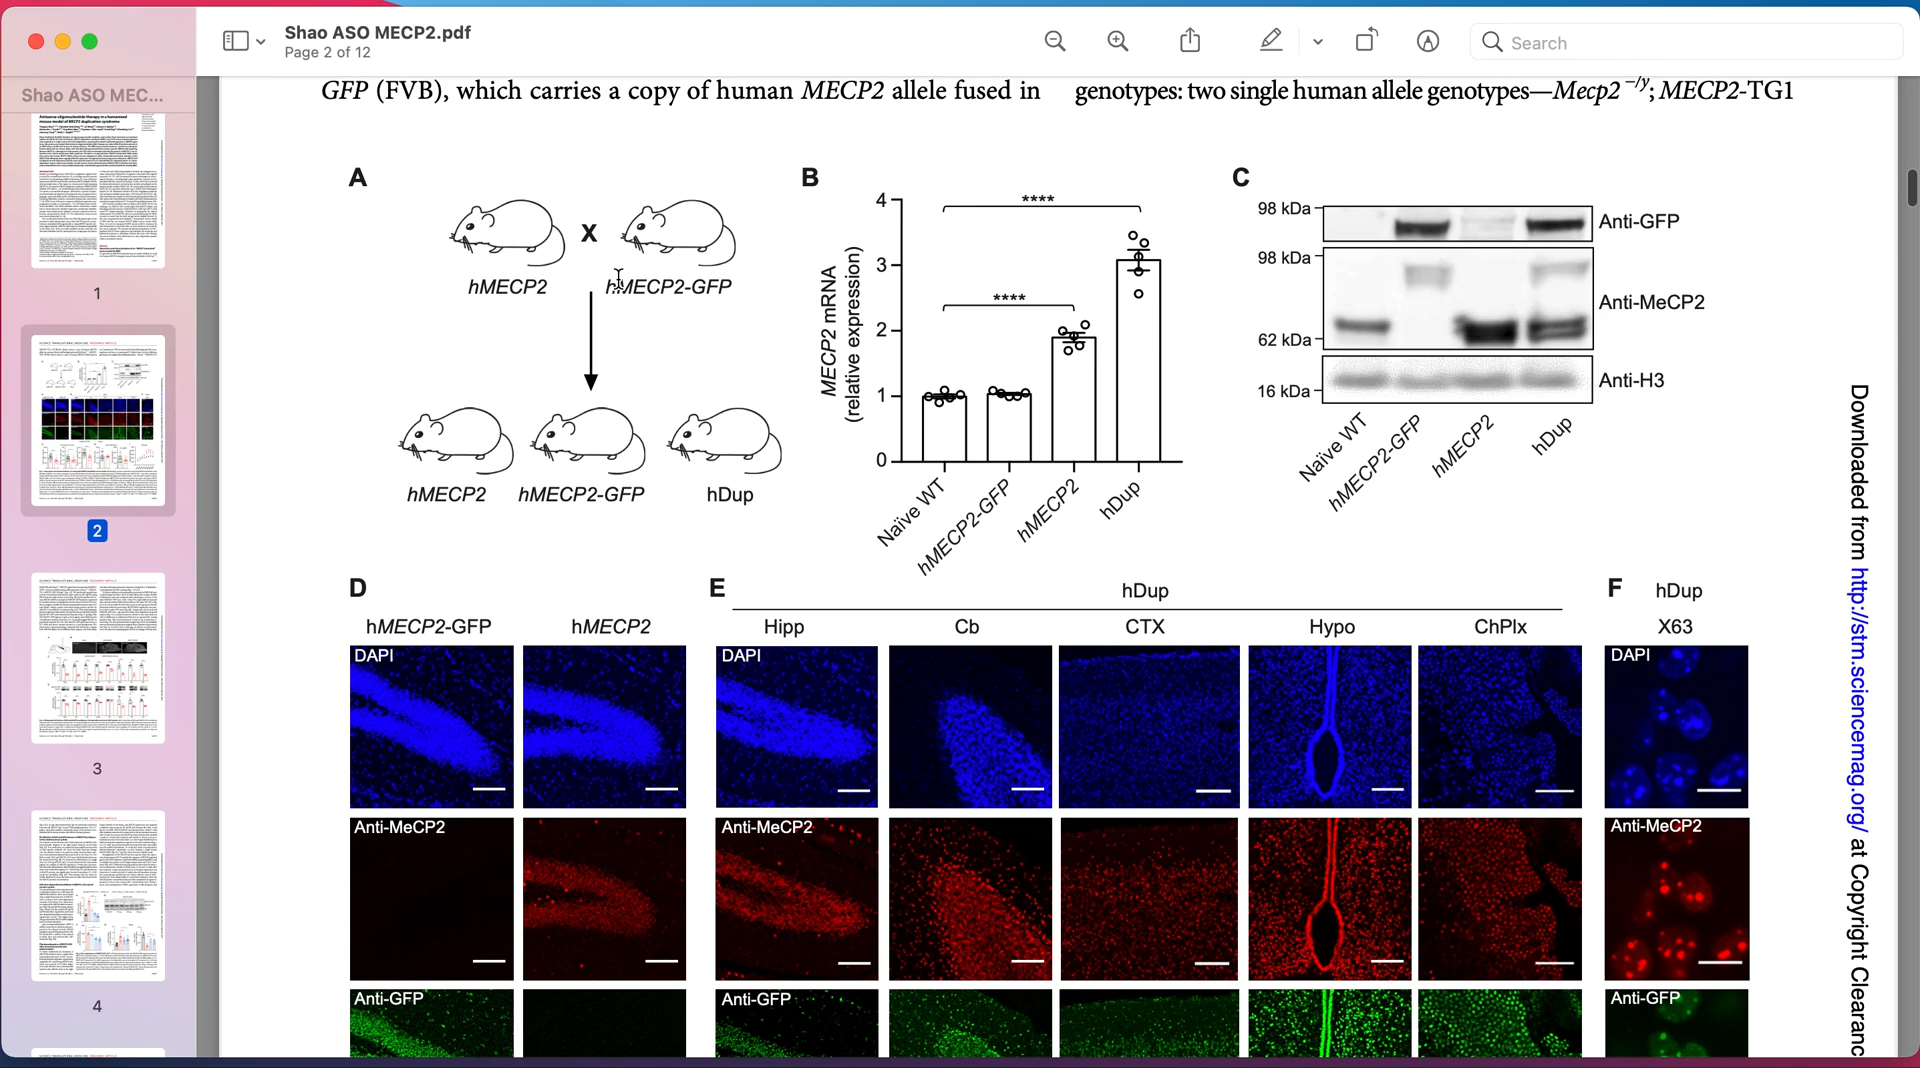 Shao ASO MECP2.pdf
Page 2 of 12
Search
Shao ASO MEC...
1
2
3
4
GFP (FVB), which carries a copy of human MECP2 allele fused in
genotypes: two single human allele genotypes—Mecp2 −/y; MECP2-TG1
A
X
hMECP2
hMECP2-GFP
hMECP2
hMECP2-GFP
hDup
B
MECP2 mRNA
(relative expression)
4
3
2
1
0
****
****
Naïve WT
hMECP2-GFP
hMECP2
hDup
C
98 kDa
Anti-GFP
98 kDa
Anti-MeCP2
62 kDa
16 kDa
Anti-H3
Naïve WT
hMECP2-GFP
hMECP2
hDup
D
hMECP2-GFP
hMECP2
DAPI
Anti-MeCP2
Anti-GFP
E
hDup
Hipp
Cb
CTX
Hypo
ChPlx
DAPI
Anti-MeCP2
Anti-GFP
F
hDup
X63
DAPI
Anti-MeCP2
Anti-GFP
Downloaded from http://stm.sciencemag.org/ at Copyright Clearanc